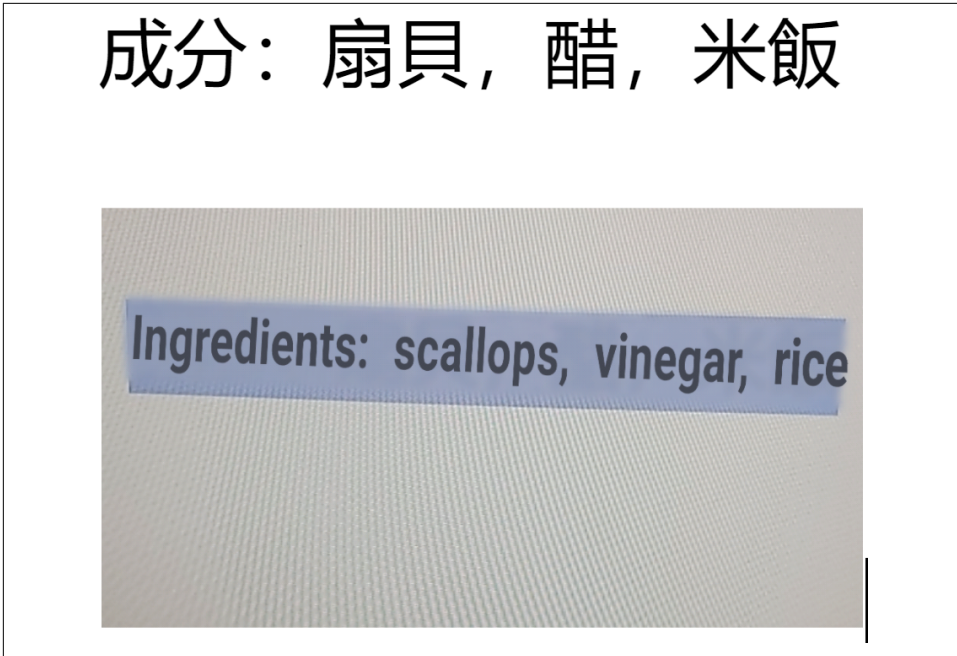 成分：扇貝，醋，米飯
Ingredients: scallops, vinegar, rice